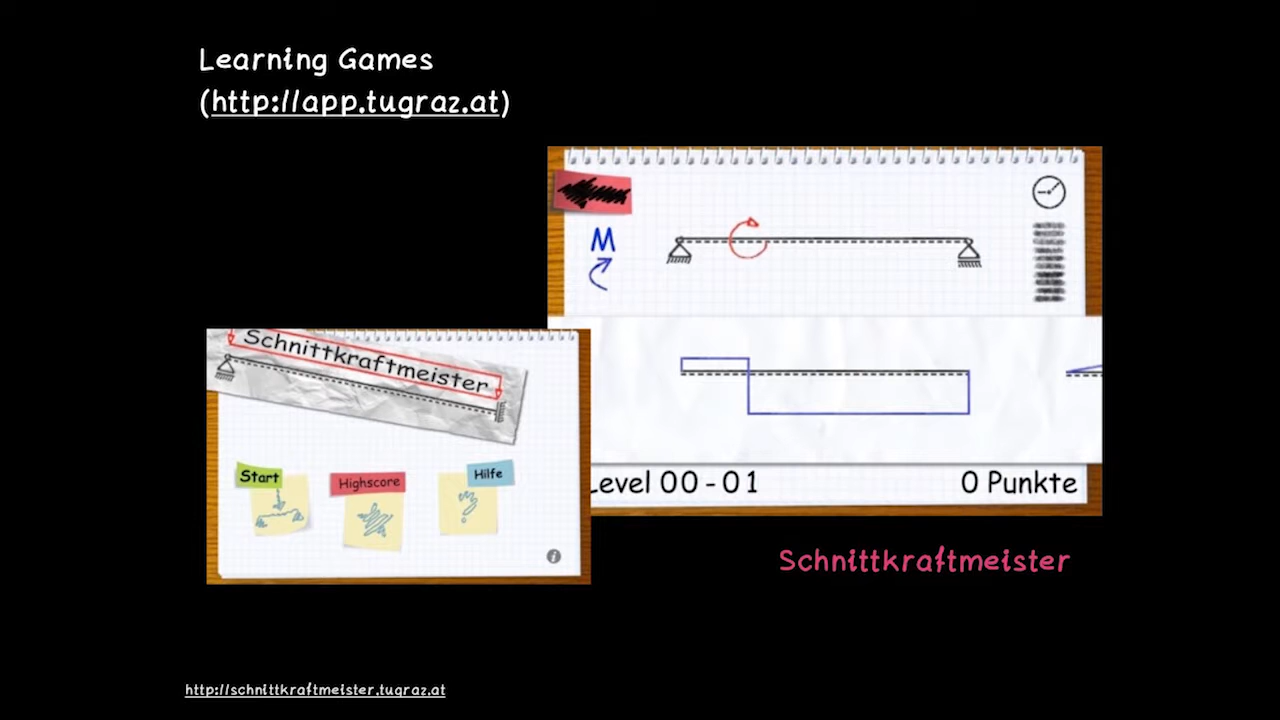 Learning Games
(http://app.tugraz.at)
M
Schnittkraftmeister
Start
Highscore
Hilfe
i
Level 00 - 01
0 Punkte
Schnittkraftmeister
http://schnittkraftmeister.tugraz.at